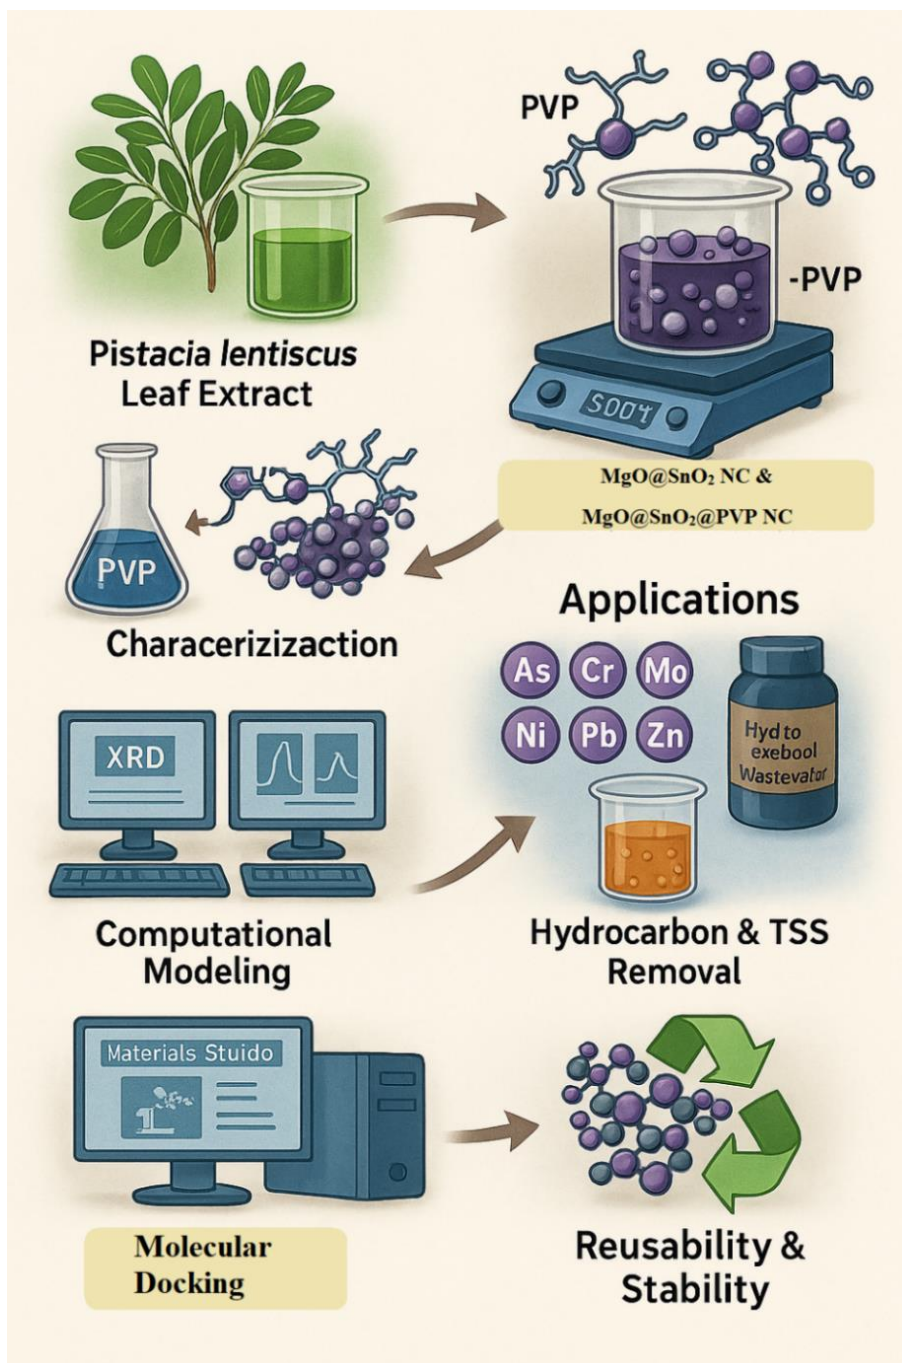 PVP
-PVP
Pistacia lentiscus
Leaf Extract
SOOY
MgO@SnO₂ NC &
MgO@SnO₂@PVP NC
PVP
Characerizizaction
Applications
As Cr Mo
Ni Pb Zn
Hyd to
exebool
Wastevator
XRD
Computational
Modeling
Hydrocarbon & TSS
Removal
Materials Stuido
Molecular
Docking
Reusability &
Stability